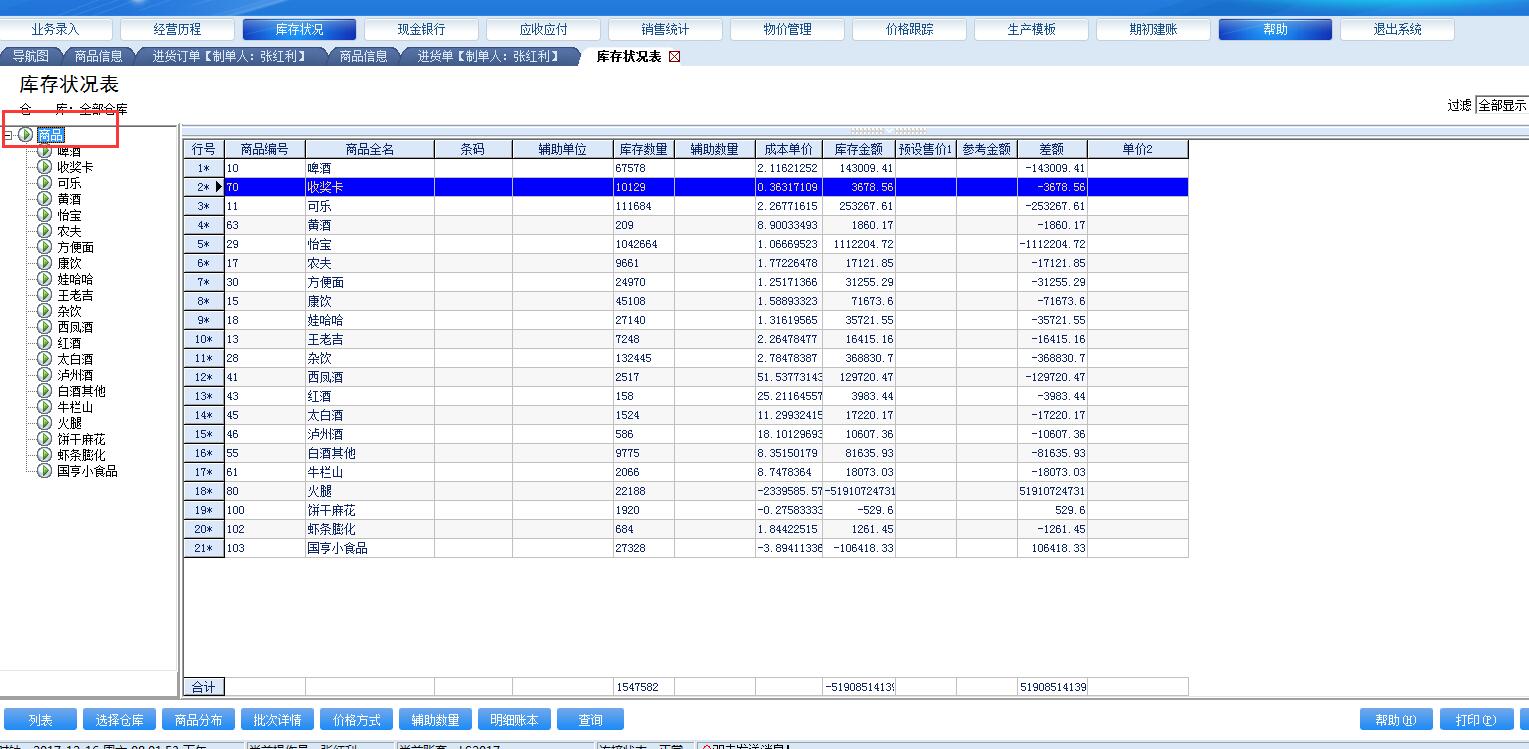 业务录入 经营历程 库存状况 现金银行 应收应付 销售统计 物价管理 价格跟踪 生产模板 期初建账 帮助 退出系统
导航图 商品信息 进货订单【制单人：张红利】 商品信息 进货单【制单人：张红利】 库存状况表
库存状况表
仓 库：全部仓库
过滤 全部显示
商品
啤酒
收奖卡
可乐
黄酒
怡宝
农夫
方便面
康饮
娃哈哈
王老吉
杂饮
西凤酒
红酒
太白酒
泸州酒
白酒其他
牛栏山
火腿
饼干麻花
虾条膨化
国亨小食品
行号 商品编号 商品全名 条码 辅助单位 库存数量 辅助数量 成本单价 库存金额 预设售价1 参考金额 差额 单价2
1* 10 啤酒 67578 2.11621252 143009.41 -143009.41
2* 70 收奖卡 10129 0.36317109 3678.56 -3678.56
3* 11 可乐 111684 2.26771615 253267.61 -253267.61
4* 63 黄酒 209 8.90033493 1860.17 -1860.17
5* 29 怡宝 1042664 1.06669523 1112204.72 -1112204.72
6* 17 农夫 9661 1.77226478 17121.85 -17121.85
7* 30 方便面 24970 1.25171366 31255.29 -31255.29
8* 15 康饮 45108 1.58893323 71673.6 -71673.6
9* 18 娃哈哈 27140 1.31619565 35721.55 -35721.55
10* 13 王老吉 7248 2.26478477 16415.16 -16415.16
11* 28 杂饮 132445 2.78478387 368830.7 -368830.7
12* 41 西凤酒 2517 51.53773143 129720.47 -129720.47
13* 43 红酒 158 25.21164557 3983.44 -3983.44
14* 45 太白酒 1524 11.29932415 17220.17 -17220.17
15* 46 泸州酒 586 18.10129693 10607.36 -10607.36
16* 55 白酒其他 9775 8.35150179 81635.93 -81635.93
17* 61 牛栏山 2066 8.7478364 18073.03 -18073.03
18* 80 火腿 22188 -2339585.57 -51910724731 51910724731
19* 100 饼干麻花 1920 -0.27583333 -529.6 529.6
20* 102 虾条膨化 684 1.84422515 1261.45 -1261.45
21* 103 国亨小食品 27328 -3.89411336 -106418.33 106418.33
合计 1547582 -51908514139 51908514139
列表 选择仓库 商品分布 批次详情 价格方式 辅助数量 明细账本 查询 帮助(H) 打印(P)